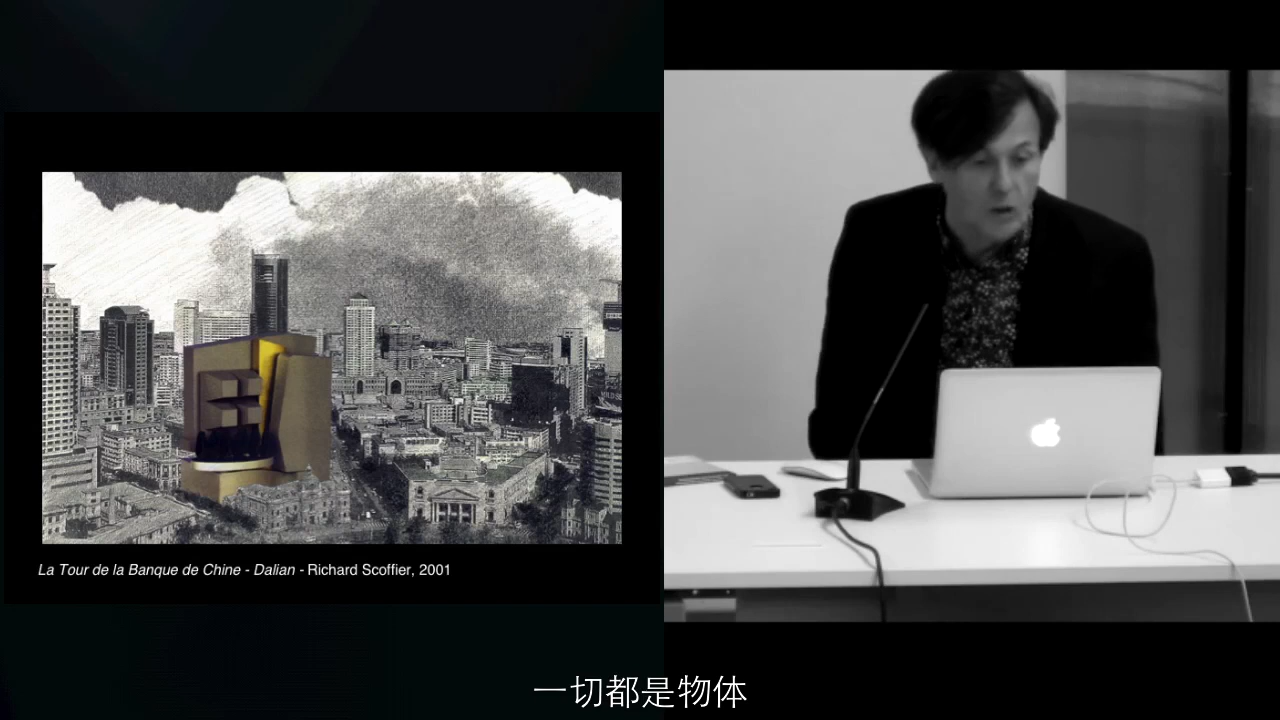 La Tour de la Banque de Chine - Dalian - Richard Scoffier, 2001
一切都是物体